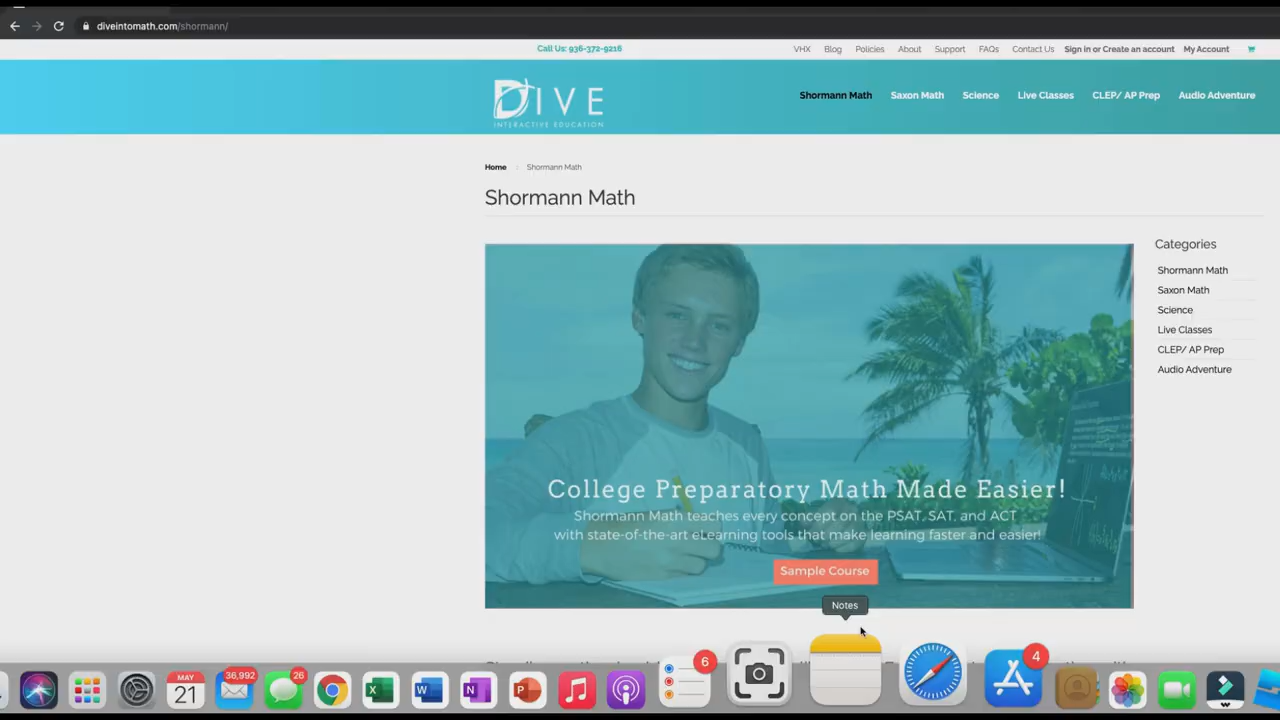 diveintomath.com/shormann/
Call Us: 936-372-9216
VHX Blog Policies About Support FAQs Contact Us Sign in or Create an account My Account
DIVE
INTERACTIVE EDUCATION
Shormann Math Saxon Math Science Live Classes CLEP/ AP Prep Audio Adventure
Home Shormann Math
Shormann Math
College Preparatory Math Made Easier!
Shormann Math teaches every concept on the PSAT, SAT, and ACT
with state-of-the-art eLearning tools that make learning faster and easier!
Sample Course
Categories
Shormann Math
Saxon Math
Science
Live Classes
CLEP/ AP Prep
Audio Adventure
Notes
MAY
21
36,992
26
6
4